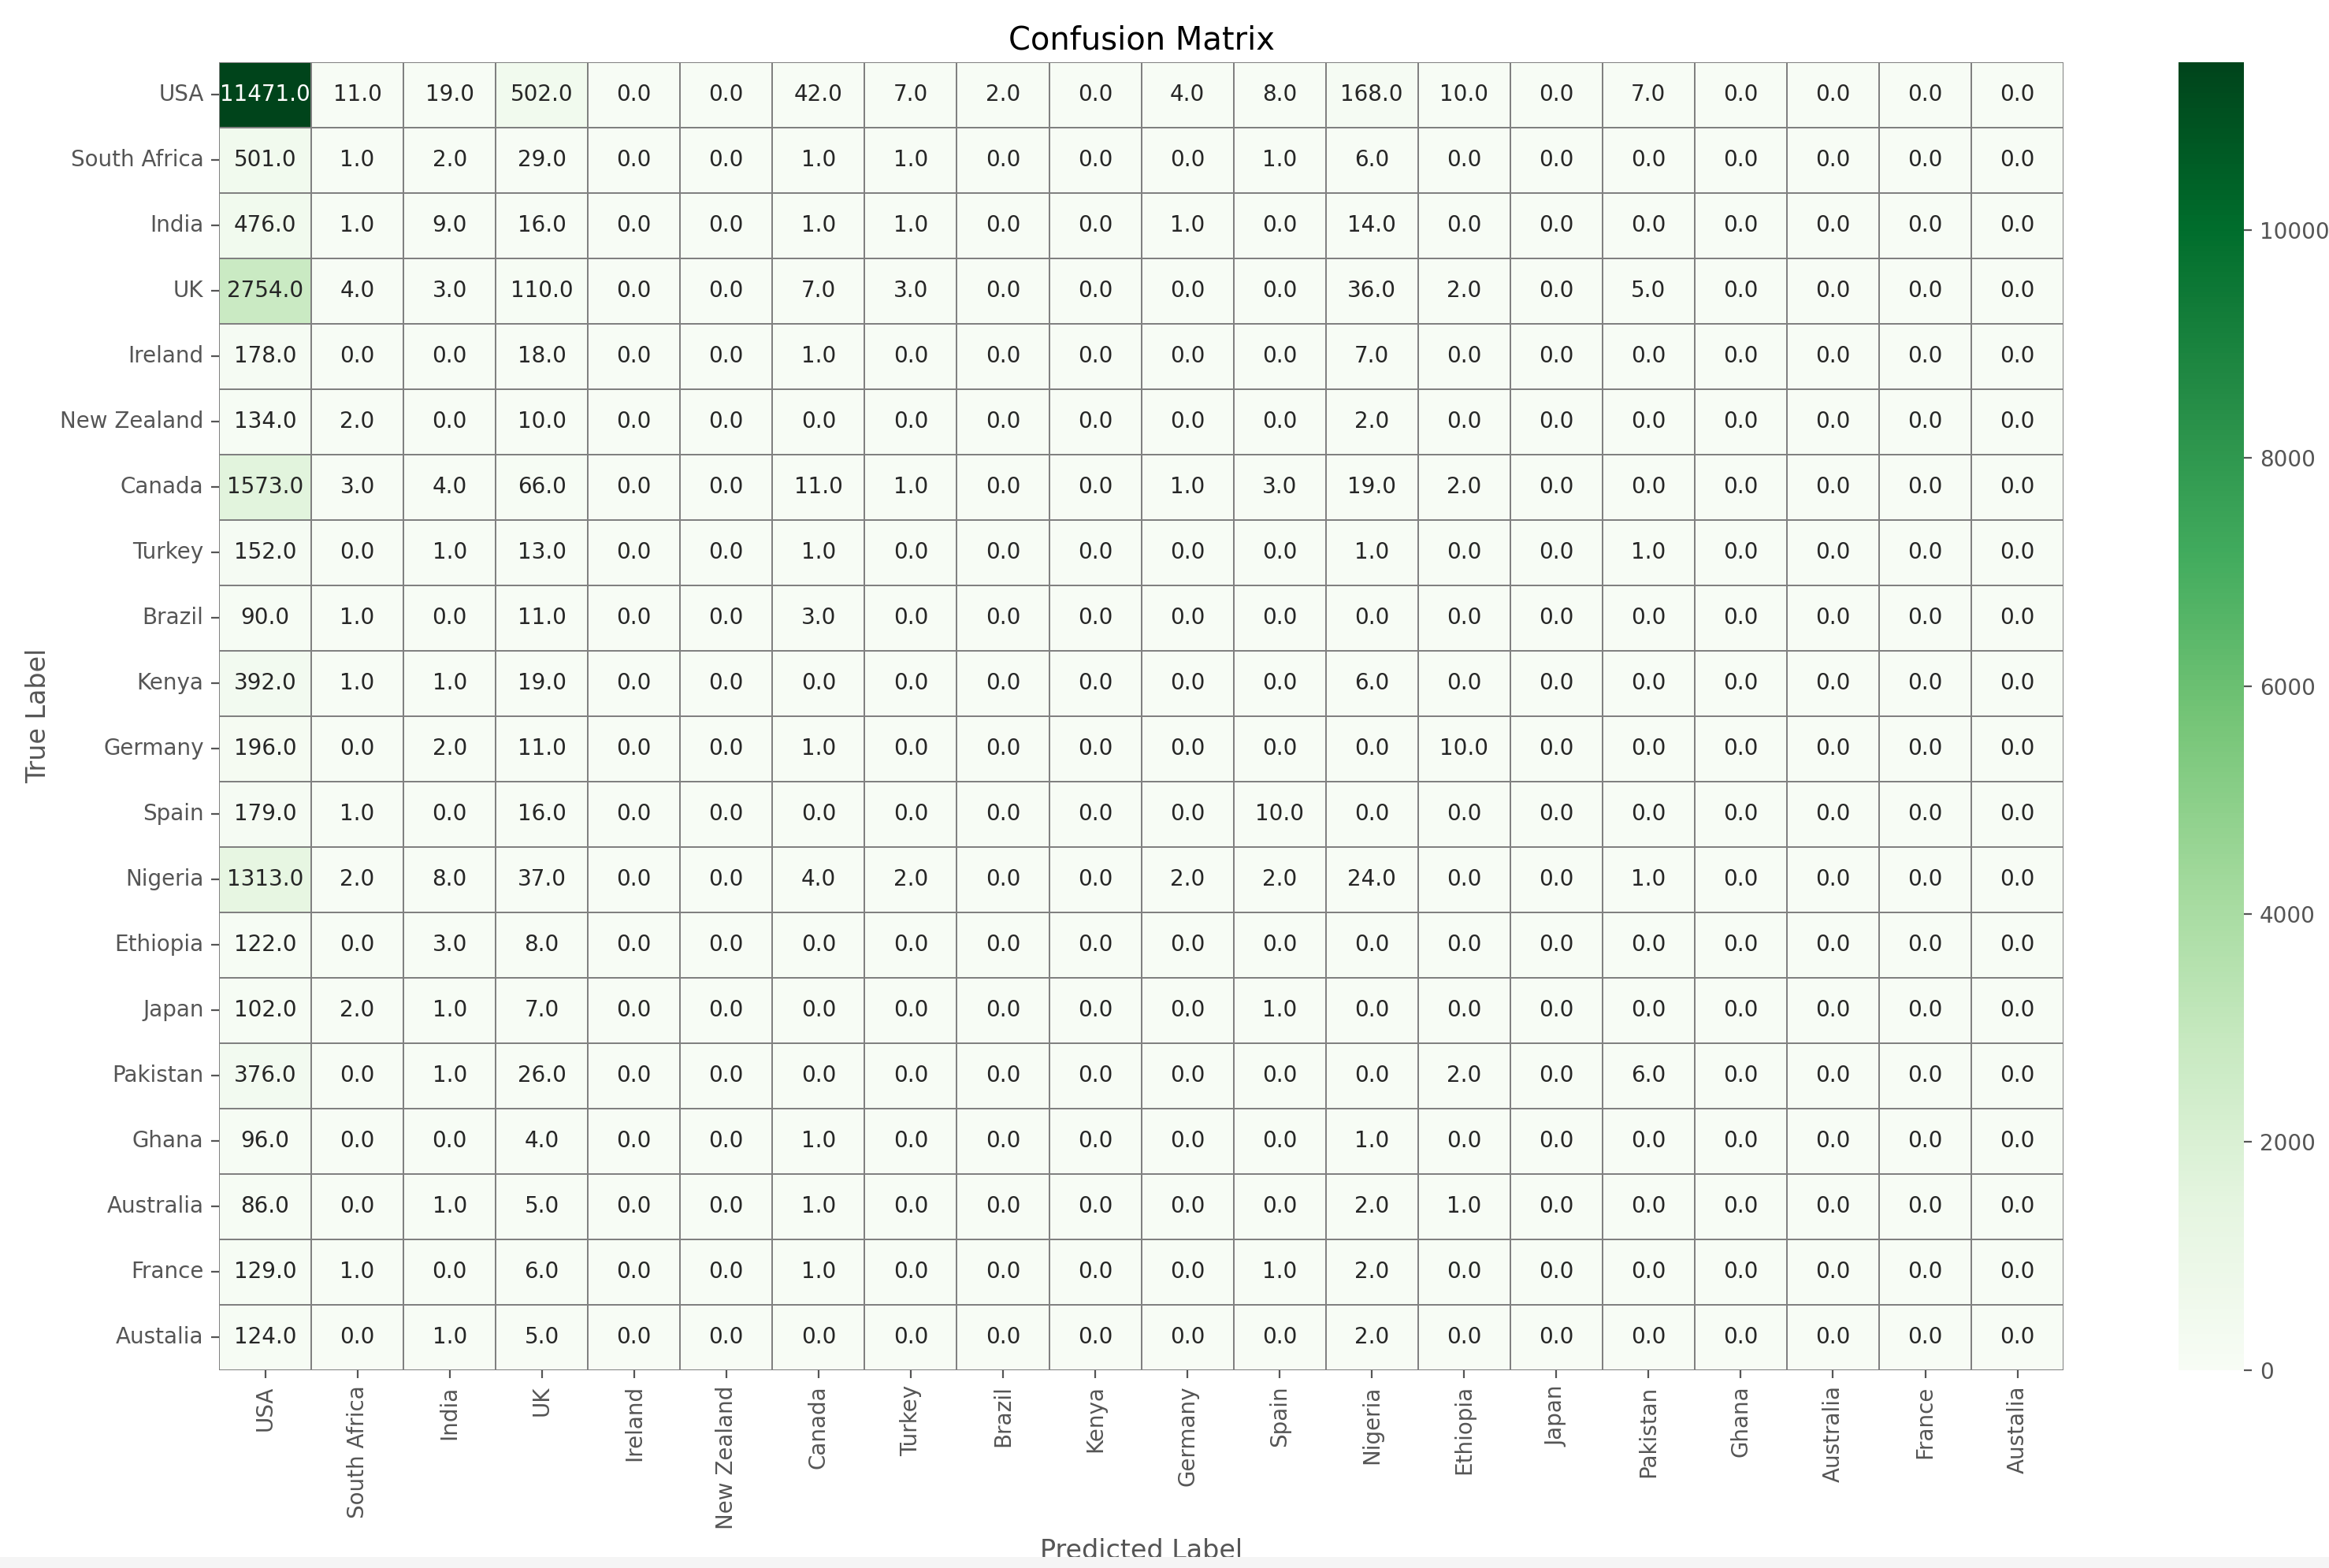 Confusion Matrix
USA 11471.0 11.0 19.0 502.0 0.0 0.0 42.0 7.0 2.0 0.0 4.0 8.0 168.0 10.0 0.0 7.0 0.0 0.0 0.0 0.0
South Africa 501.0 1.0 2.0 29.0 0.0 0.0 1.0 1.0 0.0 0.0 0.0 1.0 6.0 0.0 0.0 0.0 0.0 0.0 0.0 0.0
India 476.0 1.0 9.0 16.0 0.0 0.0 1.0 1.0 0.0 0.0 1.0 0.0 14.0 0.0 0.0 0.0 0.0 0.0 0.0 0.0
UK 2754.0 4.0 3.0 110.0 0.0 0.0 7.0 3.0 0.0 0.0 0.0 0.0 36.0 2.0 0.0 5.0 0.0 0.0 0.0 0.0
Ireland 178.0 0.0 0.0 18.0 0.0 0.0 1.0 0.0 0.0 0.0 0.0 0.0 7.0 0.0 0.0 0.0 0.0 0.0 0.0 0.0
New Zealand 134.0 2.0 0.0 10.0 0.0 0.0 0.0 0.0 0.0 0.0 0.0 0.0 2.0 0.0 0.0 0.0 0.0 0.0 0.0 0.0
Canada 1573.0 3.0 4.0 66.0 0.0 0.0 11.0 1.0 0.0 0.0 1.0 3.0 19.0 2.0 0.0 0.0 0.0 0.0 0.0 0.0
Turkey 152.0 0.0 1.0 13.0 0.0 0.0 1.0 0.0 0.0 0.0 0.0 0.0 1.0 0.0 0.0 1.0 0.0 0.0 0.0 0.0
Brazil 90.0 1.0 0.0 11.0 0.0 0.0 3.0 0.0 0.0 0.0 0.0 0.0 0.0 0.0 0.0 0.0 0.0 0.0 0.0 0.0
Kenya 392.0 1.0 1.0 19.0 0.0 0.0 0.0 0.0 0.0 0.0 0.0 0.0 6.0 0.0 0.0 0.0 0.0 0.0 0.0 0.0
Germany 196.0 0.0 2.0 11.0 0.0 0.0 1.0 0.0 0.0 0.0 0.0 0.0 0.0 10.0 0.0 0.0 0.0 0.0 0.0 0.0
Spain 179.0 1.0 0.0 16.0 0.0 0.0 0.0 0.0 0.0 0.0 0.0 10.0 0.0 0.0 0.0 0.0 0.0 0.0 0.0 0.0
Nigeria 1313.0 2.0 8.0 37.0 0.0 0.0 4.0 2.0 0.0 0.0 2.0 2.0 24.0 0.0 0.0 1.0 0.0 0.0 0.0 0.0
Ethiopia 122.0 0.0 3.0 8.0 0.0 0.0 0.0 0.0 0.0 0.0 0.0 0.0 0.0 0.0 0.0 0.0 0.0 0.0 0.0 0.0
Japan 102.0 2.0 1.0 7.0 0.0 0.0 0.0 0.0 0.0 0.0 0.0 1.0 0.0 0.0 0.0 0.0 0.0 0.0 0.0 0.0
Pakistan 376.0 0.0 1.0 26.0 0.0 0.0 0.0 0.0 0.0 0.0 0.0 0.0 0.0 2.0 0.0 6.0 0.0 0.0 0.0 0.0
Ghana 96.0 0.0 0.0 4.0 0.0 0.0 1.0 0.0 0.0 0.0 0.0 0.0 1.0 0.0 0.0 0.0 0.0 0.0 0.0 0.0
Australia 86.0 0.0 1.0 5.0 0.0 0.0 1.0 0.0 0.0 0.0 0.0 0.0 2.0 1.0 0.0 0.0 0.0 0.0 0.0 0.0
France 129.0 1.0 0.0 6.0 0.0 0.0 1.0 0.0 0.0 0.0 0.0 1.0 2.0 0.0 0.0 0.0 0.0 0.0 0.0 0.0
Austalia 124.0 0.0 1.0 5.0 0.0 0.0 0.0 0.0 0.0 0.0 0.0 0.0 2.0 0.0 0.0 0.0 0.0 0.0 0.0 0.0
True Label
USA
South Africa
India
UK
Ireland
New Zealand
Canada
Turkey
Brazil
Kenya
Germany
Spain
Nigeria
Ethiopia
Japan
Pakistan
Ghana
Australia
France
Austalia
Predicted Label
10000
8000
6000
4000
2000
0